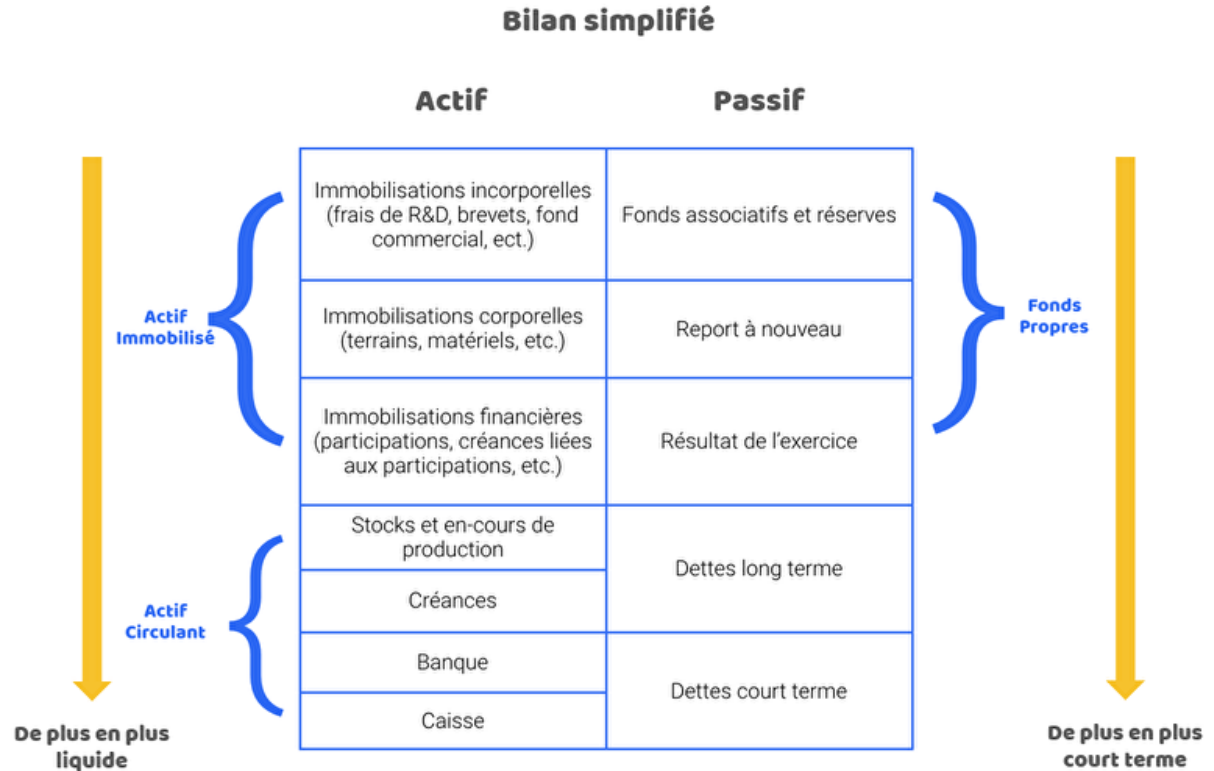 Bilan simplifié
Actif
Passif
Immobilisations incorporelles
(frais de R&D, brevets, fond
commercial, ect.)
Fonds associatifs et réserves
Actif
Immobilisé
Immobilisations corporelles
(terrains, matériels, etc.)
Report à nouveau
Fonds
Propres
Immobilisations financières
(participations, créances liées
aux participations, etc.)
Résultat de l'exercice
Stocks et en-cours de
production
Dettes long terme
Créances
Actif
Circulant
Banque
Dettes court terme
Caisse
De plus en plus
liquide
De plus en plus
court terme